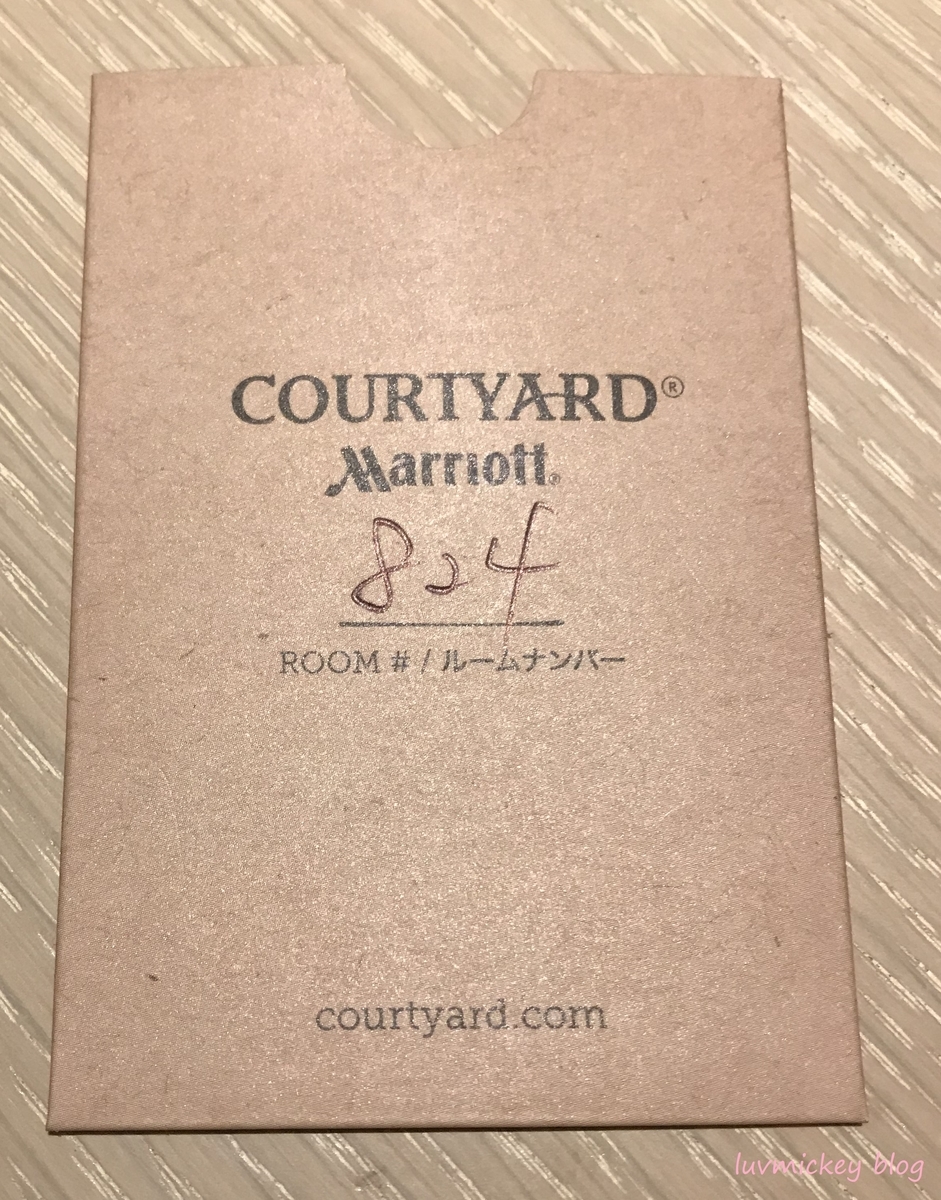 COURTYARD®
Marriott®
824
ROOM # / ルームナンバー
courtyard.com
luvmickey blog